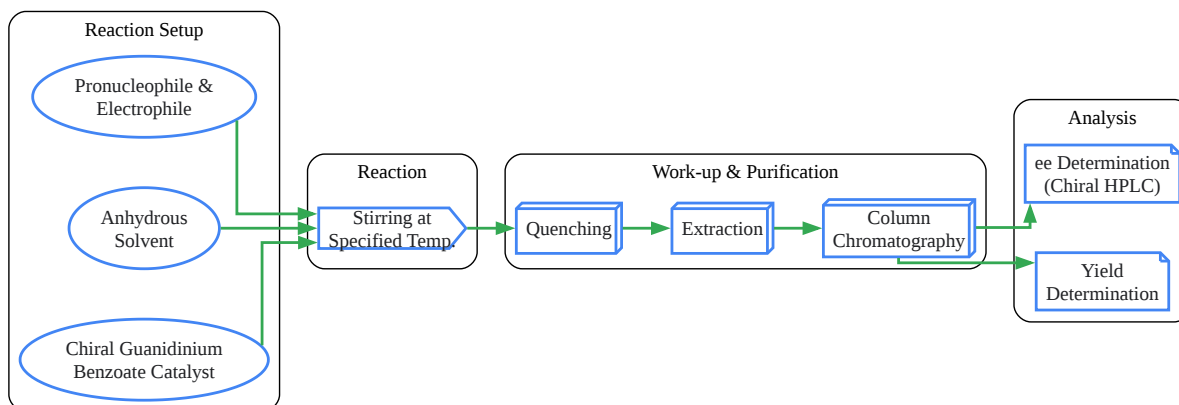 Reaction Setup
Pronucleophile &
Electrophile
Anhydrous
Solvent
Chiral Guanidinium
Benzoate Catalyst
Reaction
Stirring at
Specified Temp.
Work-up & Purification
Quenching
Extraction
Column
Chromatography
Analysis
ee Determination
(Chiral HPLC)
Yield
Determination